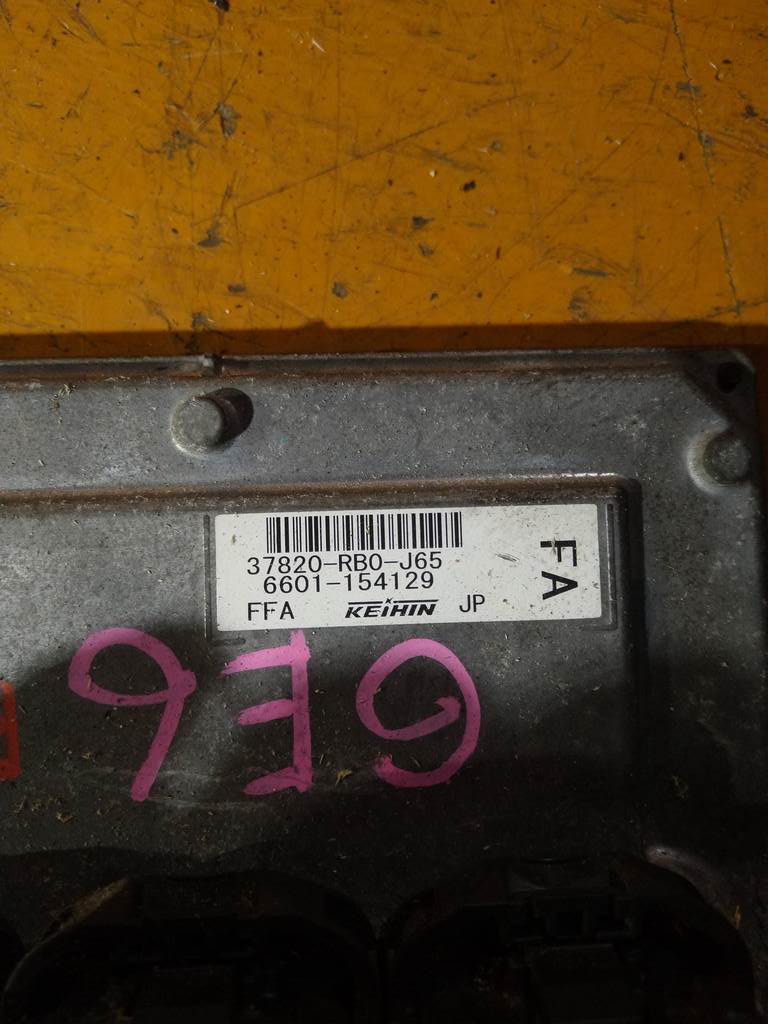 37820-RB0-J65
6601-154129
FFA KEIHIN JP
FA
GE6